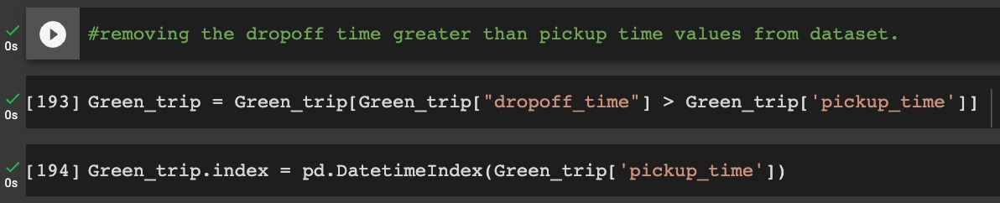 #removing the dropoff time greater than pickup time values from dataset.
0s
[193] Green_trip = Green_trip[Green_trip["dropoff_time"] > Green_trip['pickup_time']]
0s
[194] Green_trip.index = pd.DatetimeIndex(Green_trip['pickup_time'])
0s